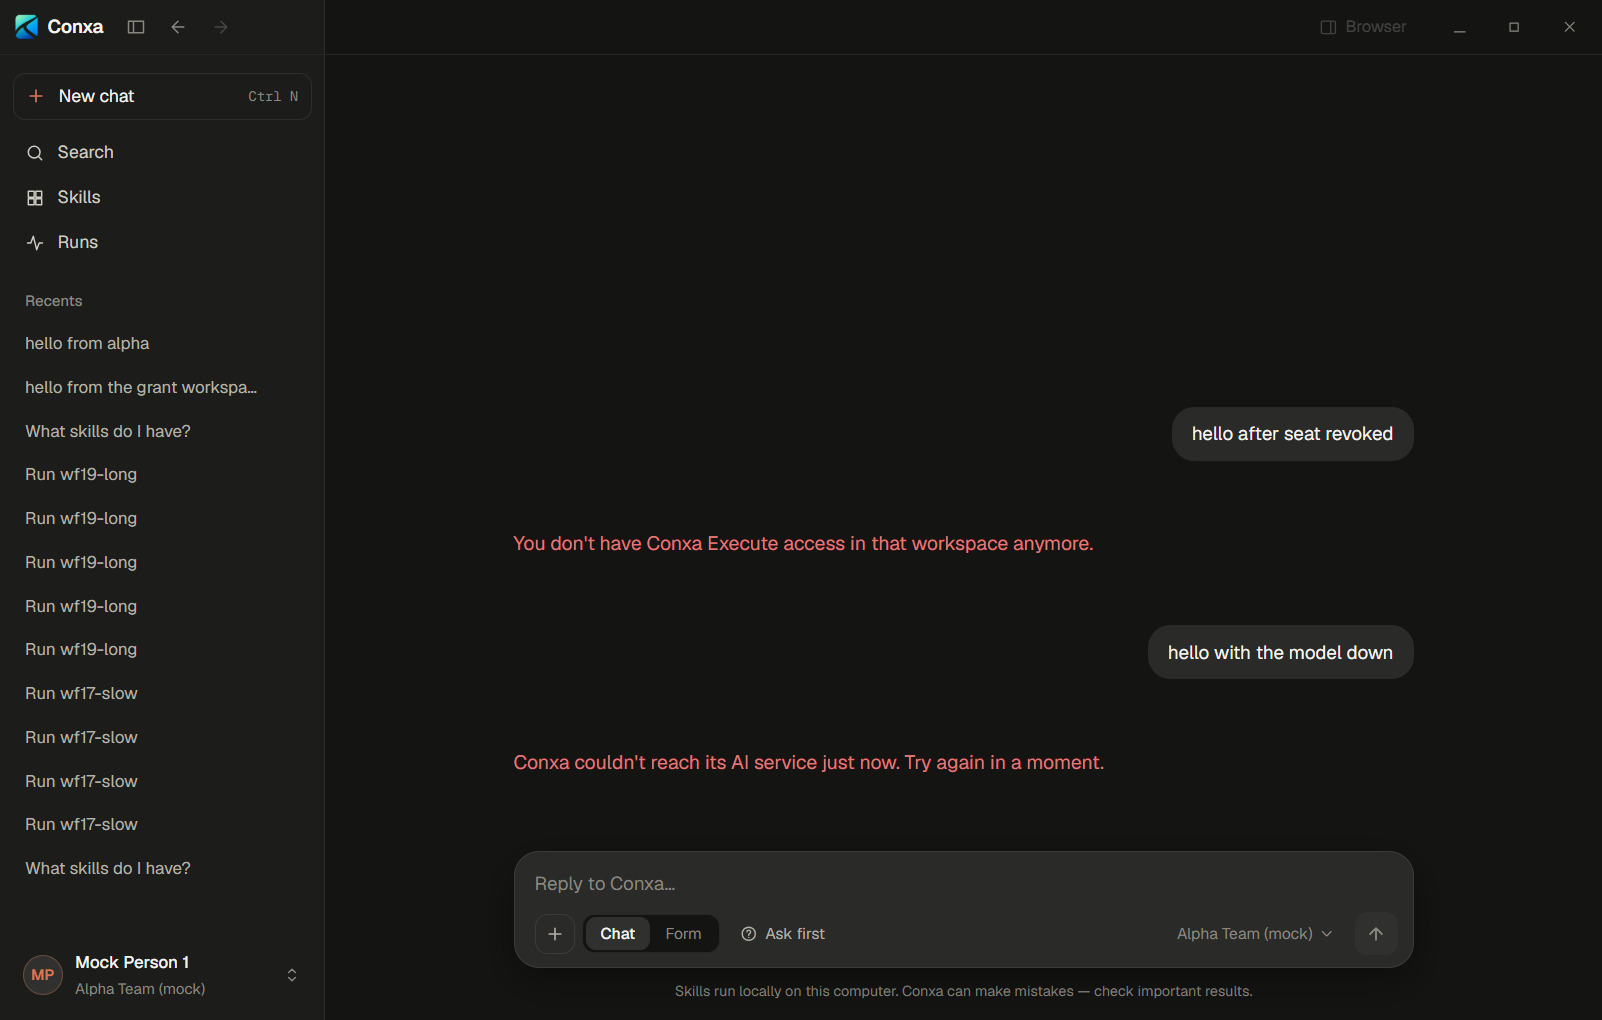 Conxa
Browser
New chat
Ctrl N
Search
Skills
Runs
Recents
hello from alpha
hello from the grant workspa...
What skills do I have?
Run wf19-long
Run wf19-long
Run wf19-long
Run wf19-long
Run wf19-long
Run wf17-slow
Run wf17-slow
Run wf17-slow
Run wf17-slow
What skills do I have?
MP
Mock Person 1
Alpha Team (mock)
hello after seat revoked
You don't have Conxa Execute access in that workspace anymore.
hello with the model down
Conxa couldn't reach its AI service just now. Try again in a moment.
Reply to Conxa...
Chat
Form
Ask first
Alpha Team (mock)
Skills run locally on this computer. Conxa can make mistakes — check important results.